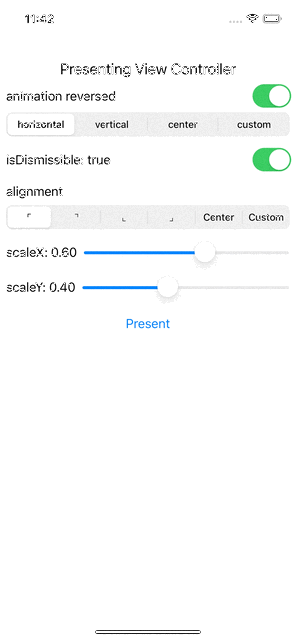 11:42
Presenting View Controller
animation reversed
horizontal vertical center custom
isDismissible: true
alignment
⌜ ⌝ ⌞ ⌟ Center Custom
scaleX: 0.60
scaleY: 0.40
Present